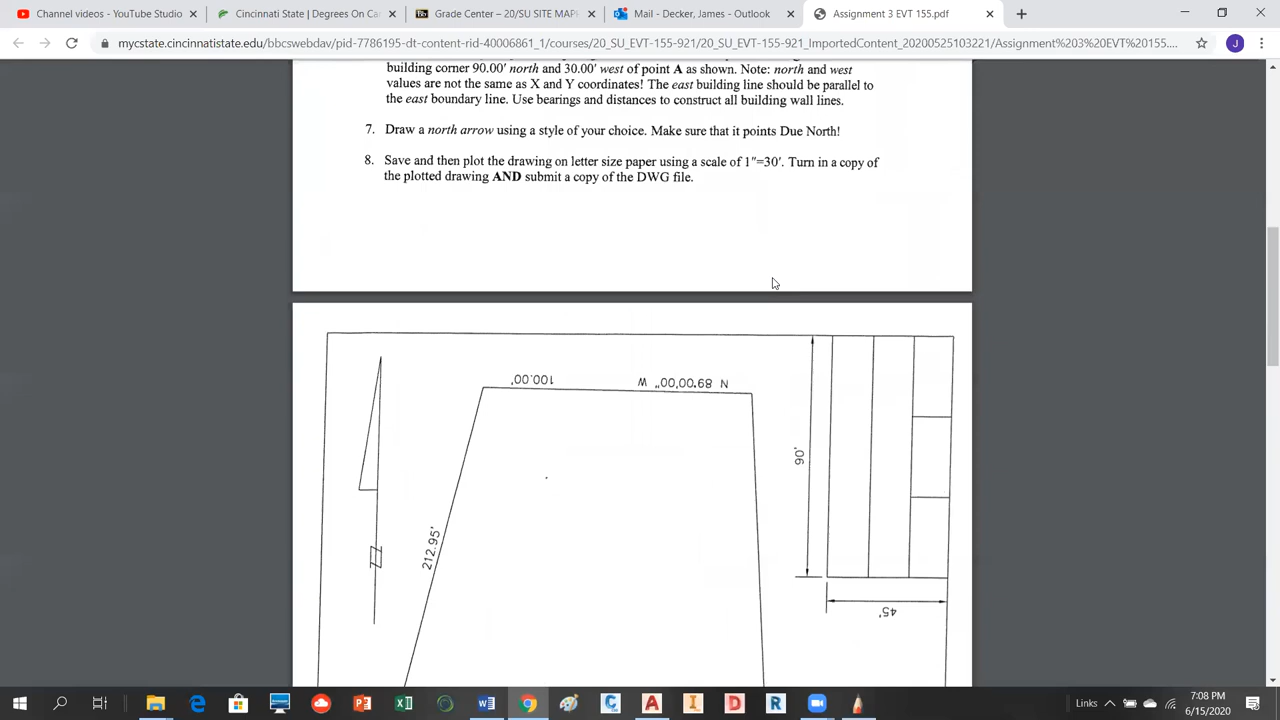 Channel videos - YouTube Studio
Cincinnati State | Degrees On Ca
Grade Center – 20/SU SITE MAP
Mail - Decker, James - Outlook
Assignment 3 EVT 155.pdf
mycstate.cincinnatistate.edu/bbcswebdav/pid-7786195-dt-content-rid-40006861_1/courses/20_SU_EVT-155-921/20_SU_EVT-155-921_ImportedContent_20200525103221/Assignment%203%20EVT%20155....
J
building corner 90.00' north and 30.00' west of point A as shown. Note: north and west
values are not the same as X and Y coordinates! The east building line should be parallel to
the east boundary line. Use bearings and distances to construct all building wall lines.
7. Draw a north arrow using a style of your choice. Make sure that it points Due North!
8. Save and then plot the drawing on letter size paper using a scale of 1"=30'. Turn in a copy of
the plotted drawing AND submit a copy of the DWG file.
100.00'
N 89°00'00" W
90'
212.95'
N
45'
Links
7:08 PM
6/15/2020